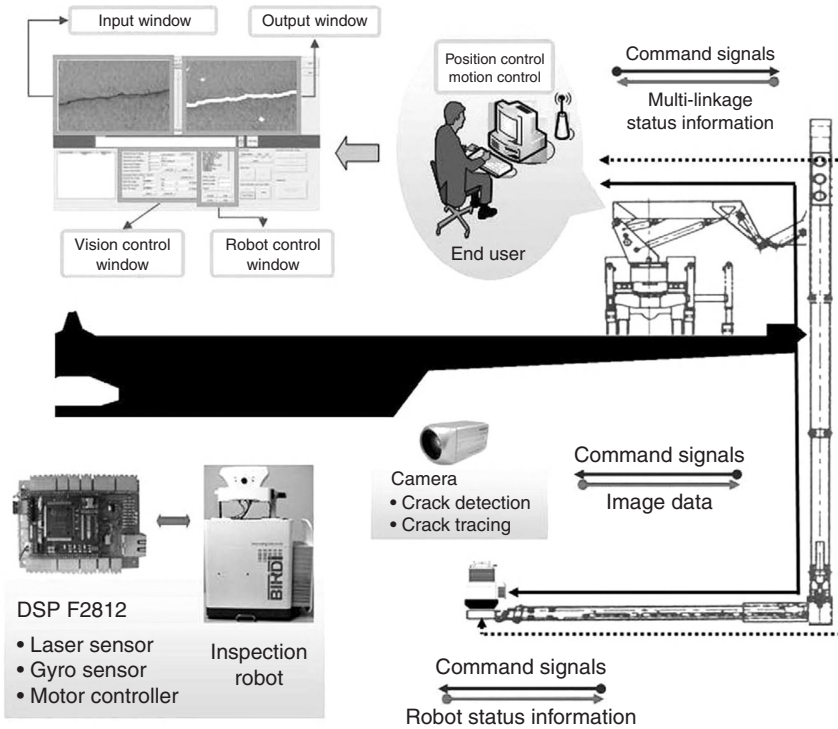 Input window
Output window
Position control
motion control
Command signals
Multi-linkage
status information
End user
Vision control
window
Robot control
window
Camera
• Crack detection
• Crack tracing
Command signals
Image data
BIRDI
DSP F2812
• Laser sensor
• Gyro sensor
• Motor controller
Inspection
robot
Command signals
Robot status information